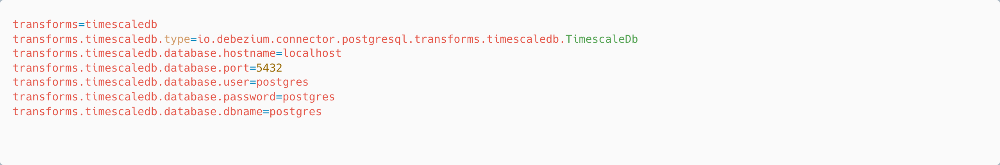 transforms=timescaledb
transforms.timescaledb.type=io.debezium.connector.postgresql.transforms.timescaledb.TimescaleDb
transforms.timescaledb.database.hostname=localhost
transforms.timescaledb.database.port=5432
transforms.timescaledb.database.user=postgres
transforms.timescaledb.database.password=postgres
transforms.timescaledb.database.dbname=postgres